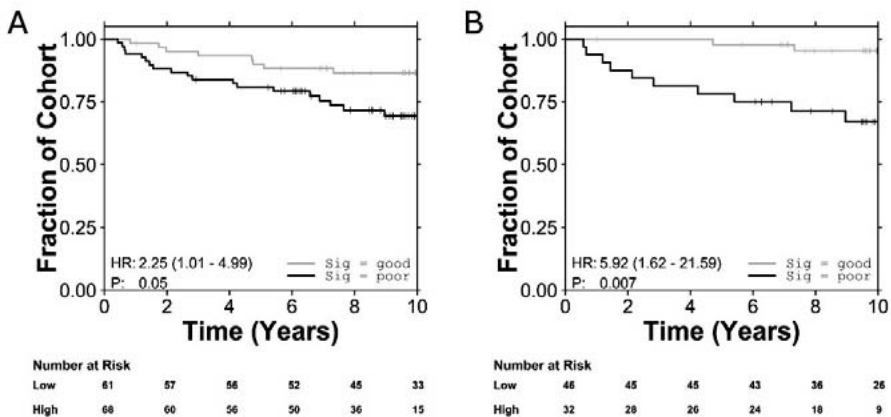 A
B
1.00
0.75
0.50
0.25
0.00
Fraction of Cohort
HR: 2.25 (1.01 - 4.99)
P: 0.05
Sig = good
Sig = poor
0 2 4 6 8 10
Time (Years)
1.00
0.75
0.50
0.25
0.00
Fraction of Cohort
HR: 5.92 (1.62 - 21.59)
P: 0.007
Sig = good
Sig = poor
0 2 4 6 8 10
Time (Years)
Number at Risk
Low 61 57 56 52 45 33
High 68 60 56 50 36 15
Number at Risk
Low 46 45 45 43 36 26
High 32 28 26 24 18 9